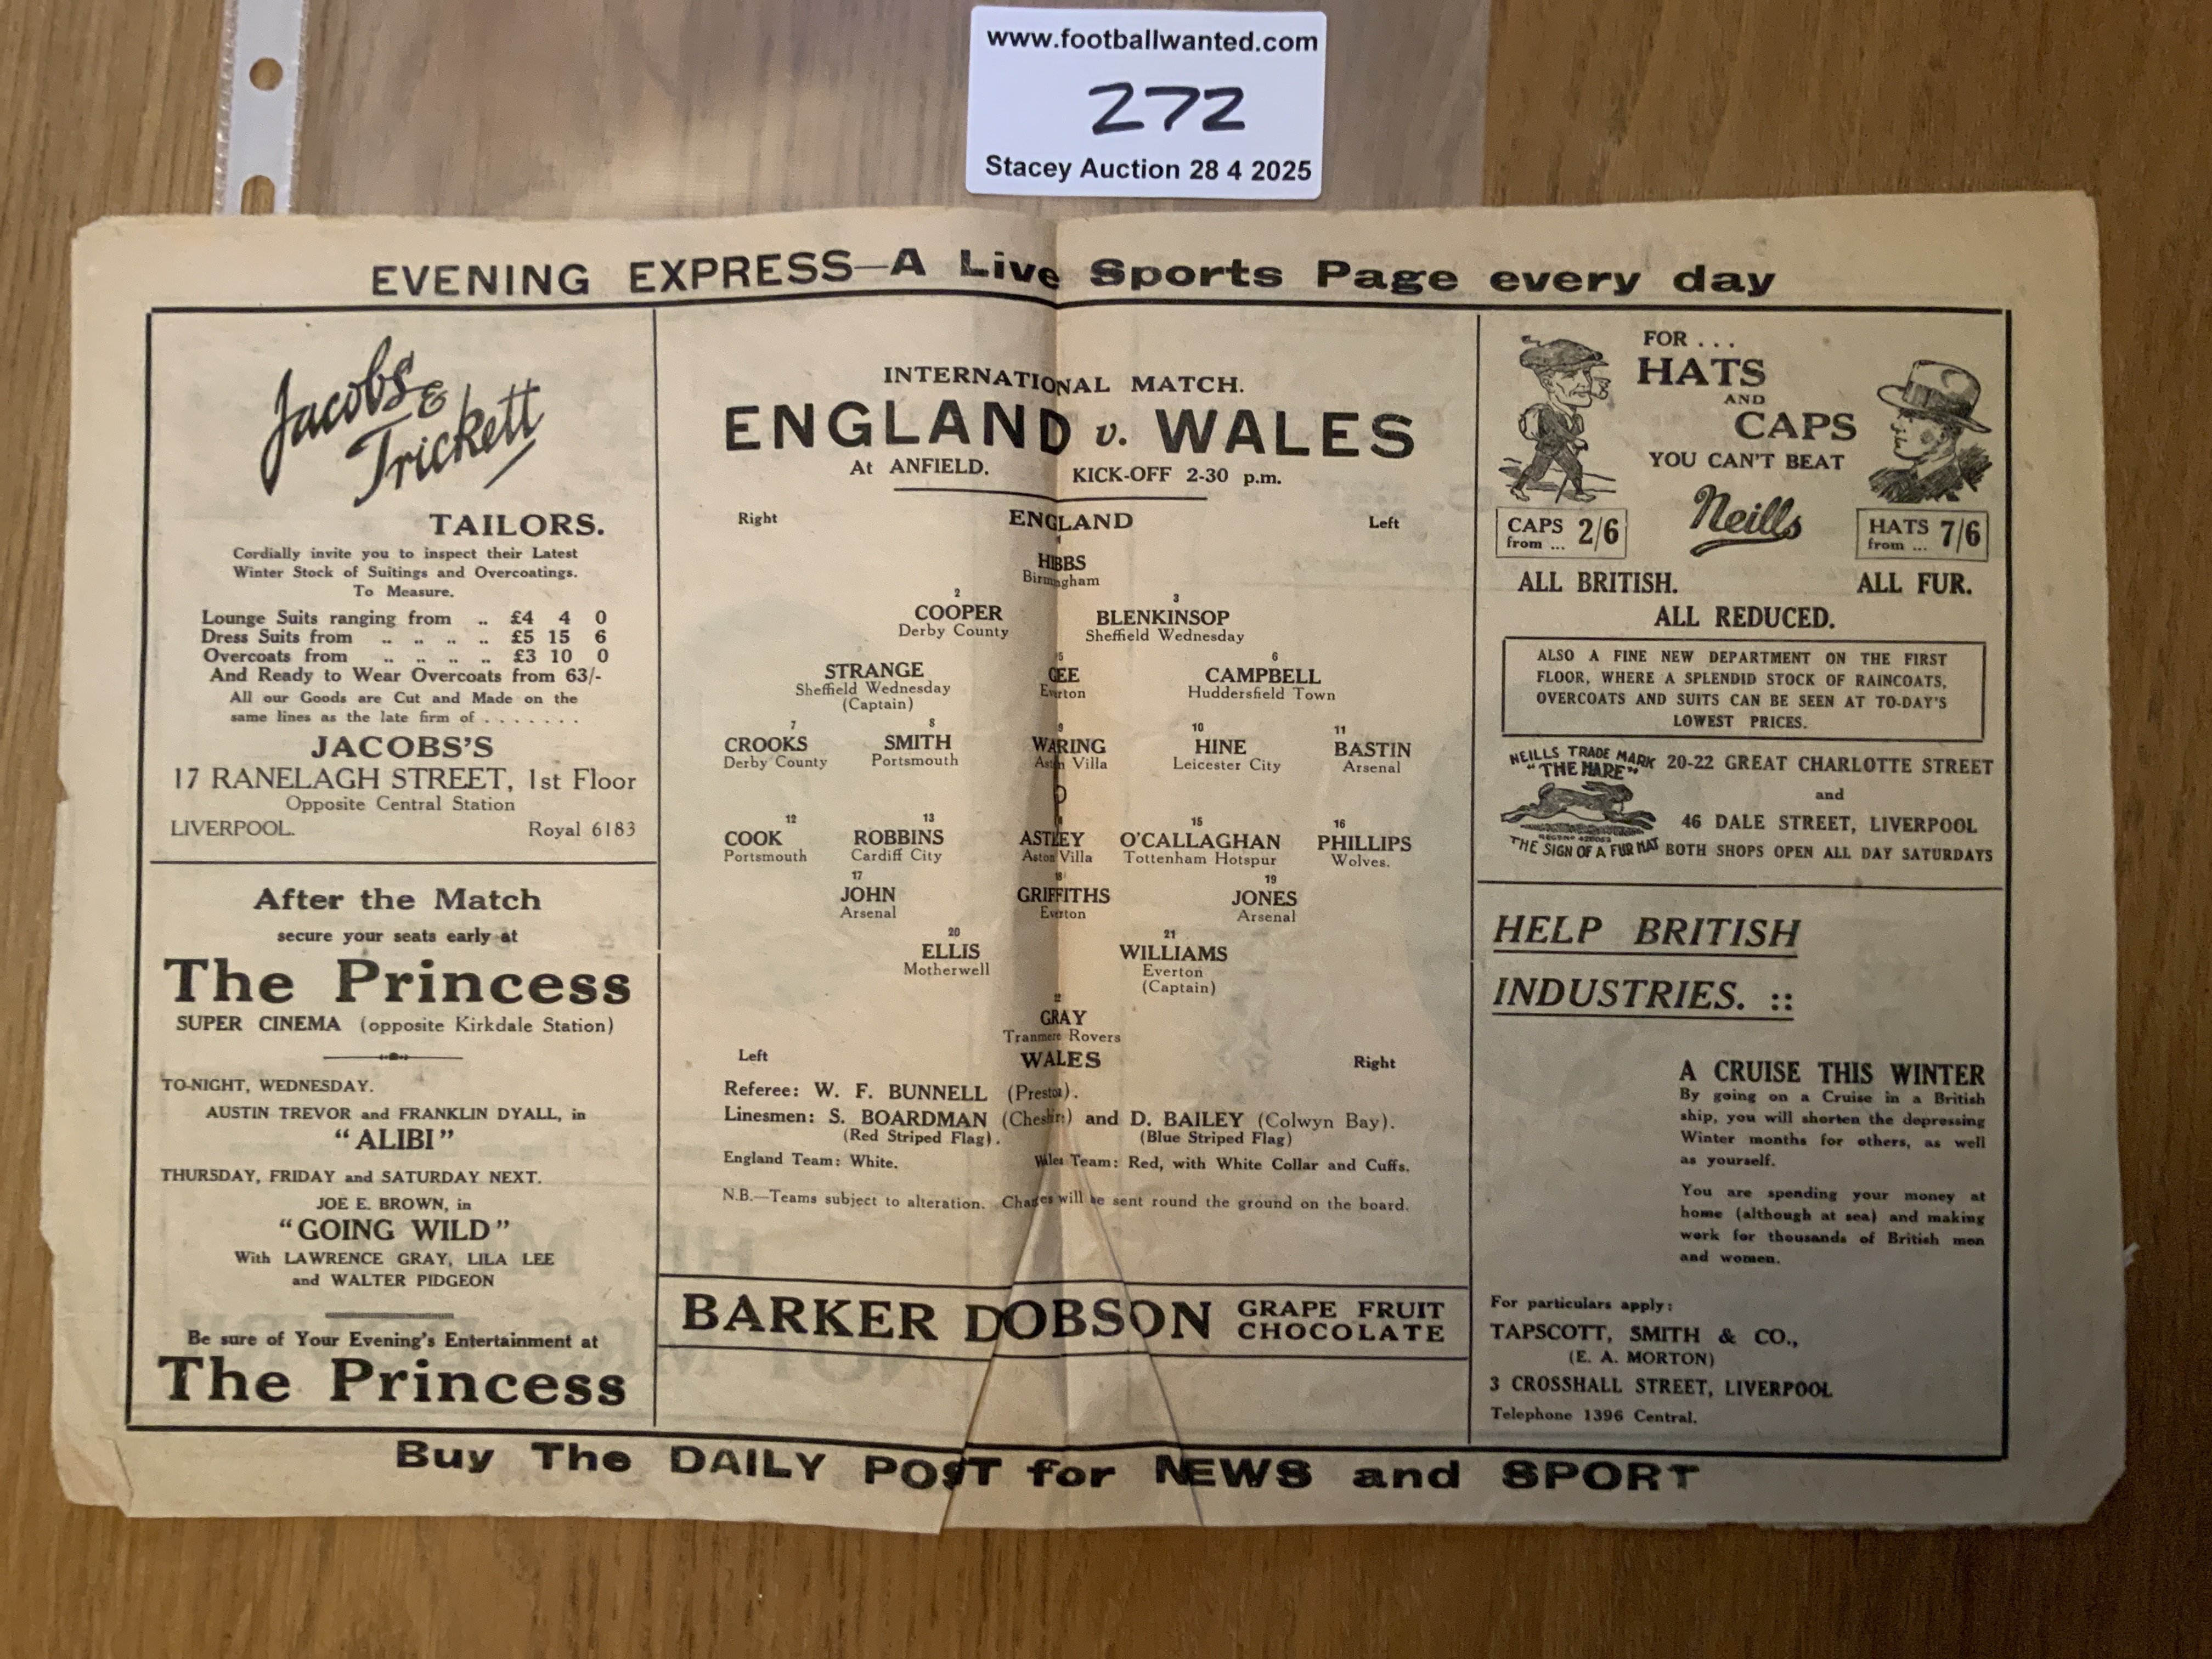 www.footballwanted.com
272
Stacey Auction 28 4 2025
EVENING EXPRESS—A Live Sports Page every day
Jacobs &
Trickett
TAILORS.
Cordially invite you to inspect their Latest
Winter Stock of Suitings and Overcoatings.
To Measure.
Lounge Suits ranging from .. £4 4 0
Dress Suits from .. .. .. .. £5 15 6
Overcoats from .. .. .. .. £3 10 0
And Ready to Wear Overcoats from 63/-
All our Goods are Cut and Made on the
same lines as the late firm of . . . . . . .
JACOBS'S
17 RANELAGH STREET, 1st Floor
Opposite Central Station
LIVERPOOL. Royal 6183
After the Match
secure your seats early at
The Princess
SUPER CINEMA (opposite Kirkdale Station)
TO-NIGHT, WEDNESDAY.
AUSTIN TREVOR and FRANKLIN DYALL, in
"ALIBI"
THURSDAY, FRIDAY and SATURDAY NEXT.
JOE E. BROWN, in
"GOING WILD"
With LAWRENCE GRAY, LILA LEE
and WALTER PIDGEON
Be sure of Your Evening's Entertainment at
The Princess
INTERNATIONAL MATCH.
ENGLAND v. WALES
At ANFIELD. KICK-OFF 2-30 p.m.
Right ENGLAND Left
HIBBS
Birmingham
2 3
COOPER BLENKINSOP
Derby County Sheffield Wednesday
5 6
STRANGE GEE CAMPBELL
Sheffield Wednesday Everton Huddersfield Town
(Captain)
7 8 9 10 11
CROOKS SMITH WARING HINE BASTIN
Derby County Portsmouth Aston Villa Leicester City Arsenal
O
12 13 15 16
COOK ROBBINS ASTLEY O'CALLAGHAN PHILLIPS
Portsmouth Cardiff City Aston Villa Tottenham Hotspur Wolves.
17 18 19
JOHN GRIFFITHS JONES
Arsenal Everton Arsenal
20 21
ELLIS WILLIAMS
Motherwell Everton
(Captain)
GRAY
Tranmere Rovers
Left WALES Right
Referee: W. F. BUNNELL (Preston).
Linesmen: S. BOARDMAN (Cheshire) and D. BAILEY (Colwyn Bay).
(Red Striped Flag). (Blue Striped Flag)
England Team: White. Wales Team: Red, with White Collar and Cuffs.
N.B.—Teams subject to alteration. Changes will be sent round the ground on the board.
BARKER DOBSON GRAPE FRUIT
CHOCOLATE
FOR . . .
HATS
AND
CAPS
YOU CAN'T BEAT
Neills
CAPS from ... 2/6
HATS from ... 7/6
ALL BRITISH. ALL FUR.
ALL REDUCED.
ALSO A FINE NEW DEPARTMENT ON THE FIRST
FLOOR, WHERE A SPLENDID STOCK OF RAINCOATS,
OVERCOATS AND SUITS CAN BE SEEN AT TO-DAY'S
LOWEST PRICES.
NEILLS TRADE MARK
"THE HARE"
THE SIGN OF A FUR HAT
20-22 GREAT CHARLOTTE STREET
and
46 DALE STREET, LIVERPOOL
BOTH SHOPS OPEN ALL DAY SATURDAYS
HELP BRITISH
INDUSTRIES. ::
A CRUISE THIS WINTER
By going on a Cruise in a British
ship, you will shorten the depressing
Winter months for others, as well
as yourself.
You are spending your money at
home (although at sea) and making
work for thousands of British men
and women.
For particulars apply:
TAPSCOTT, SMITH & CO.,
(E. A. MORTON)
3 CROSSHALL STREET, LIVERPOOL
Telephone 1396 Central.
Buy The DAILY POST for NEWS and SPORT